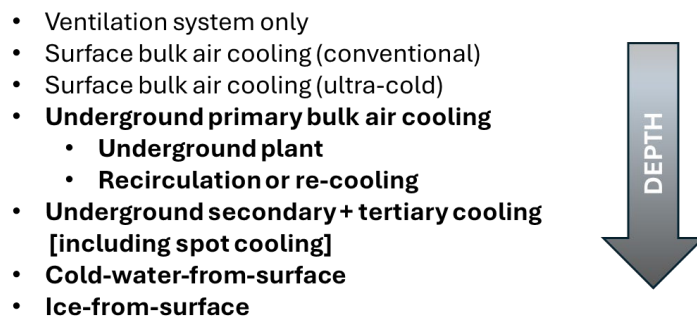 • Ventilation system only
• Surface bulk air cooling (conventional)
• Surface bulk air cooling (ultra-cold)
• Underground primary bulk air cooling
• Underground plant
• Recirculation or re-cooling
• Underground secondary + tertiary cooling
[including spot cooling]
• Cold-water-from-surface
• Ice-from-surface
DEPTH